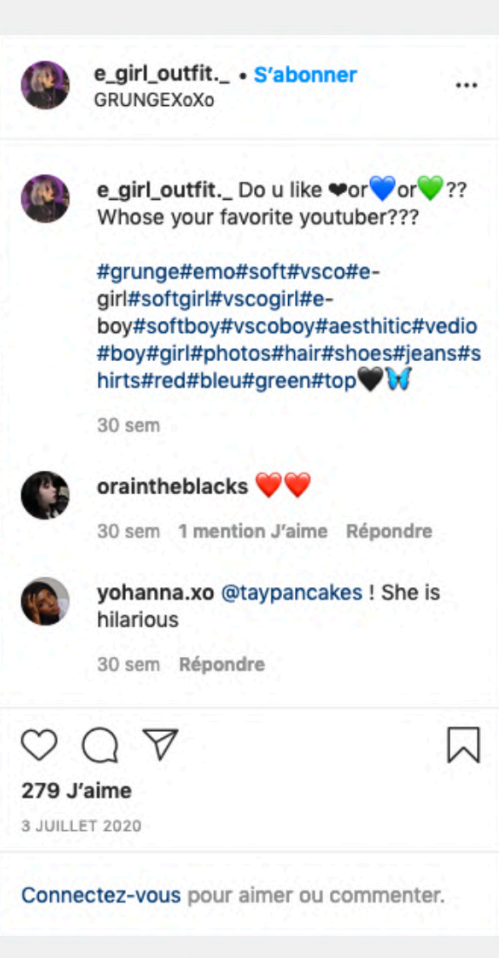 e_girl_outfit._ • S’abonner
GRUNGEXoXo
e_girl_outfit._ Do u like ❤or💙or💚??
Whose your favorite youtuber???
#grunge#emo#soft#vsco#e-
girl#softgirl#vscogirl#e-
boy#softboy#vscoboy#aesthitic#vedio
#boy#girl#photos#hair#shoes#jeans#s
hirts#red#bleu#green#top🖤🦋
30 sem
oraintheblacks ❤️❤️
30 sem 1 mention J’aime Répondre
yohanna.xo @taypancakes ! She is
hilarious
30 sem Répondre
279 J’aime
3 JUILLET 2020
Connectez-vous pour aimer ou commenter.